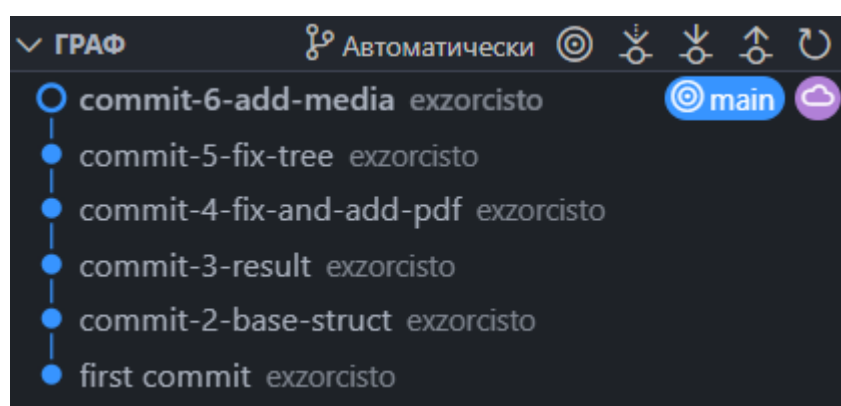 ГРАФ Автоматически
commit-6-add-media exzorcisto main
commit-5-fix-tree exzorcisto
commit-4-fix-and-add-pdf exzorcisto
commit-3-result exzorcisto
commit-2-base-struct exzorcisto
first commit exzorcisto